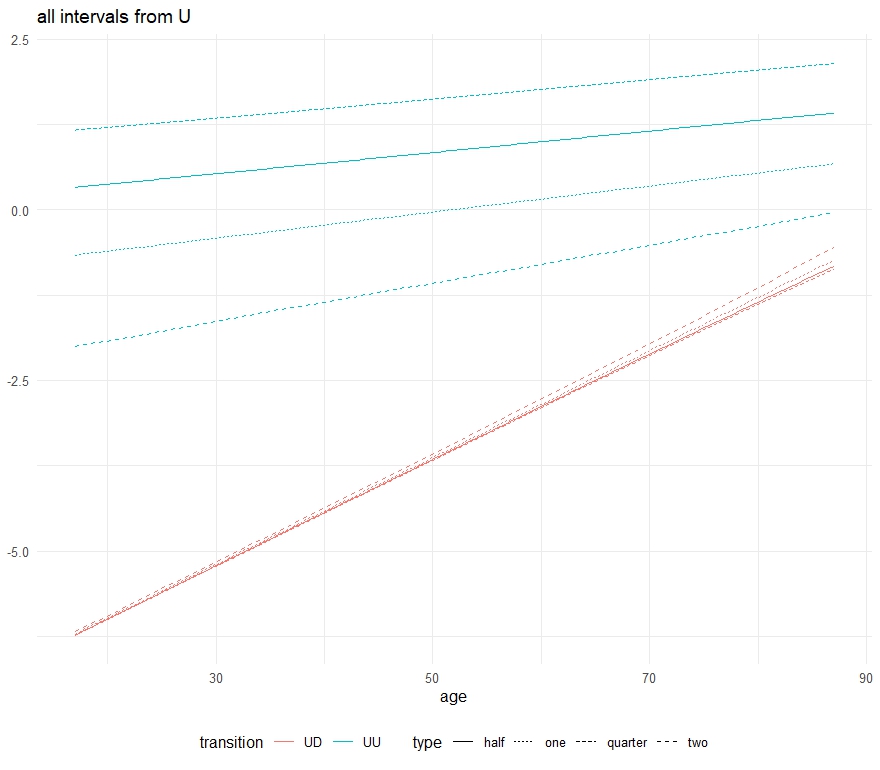 all intervals from U
2.5
0.0
-2.5
-5.0
30 50 70 90
age
transition UD UU type half one quarter two